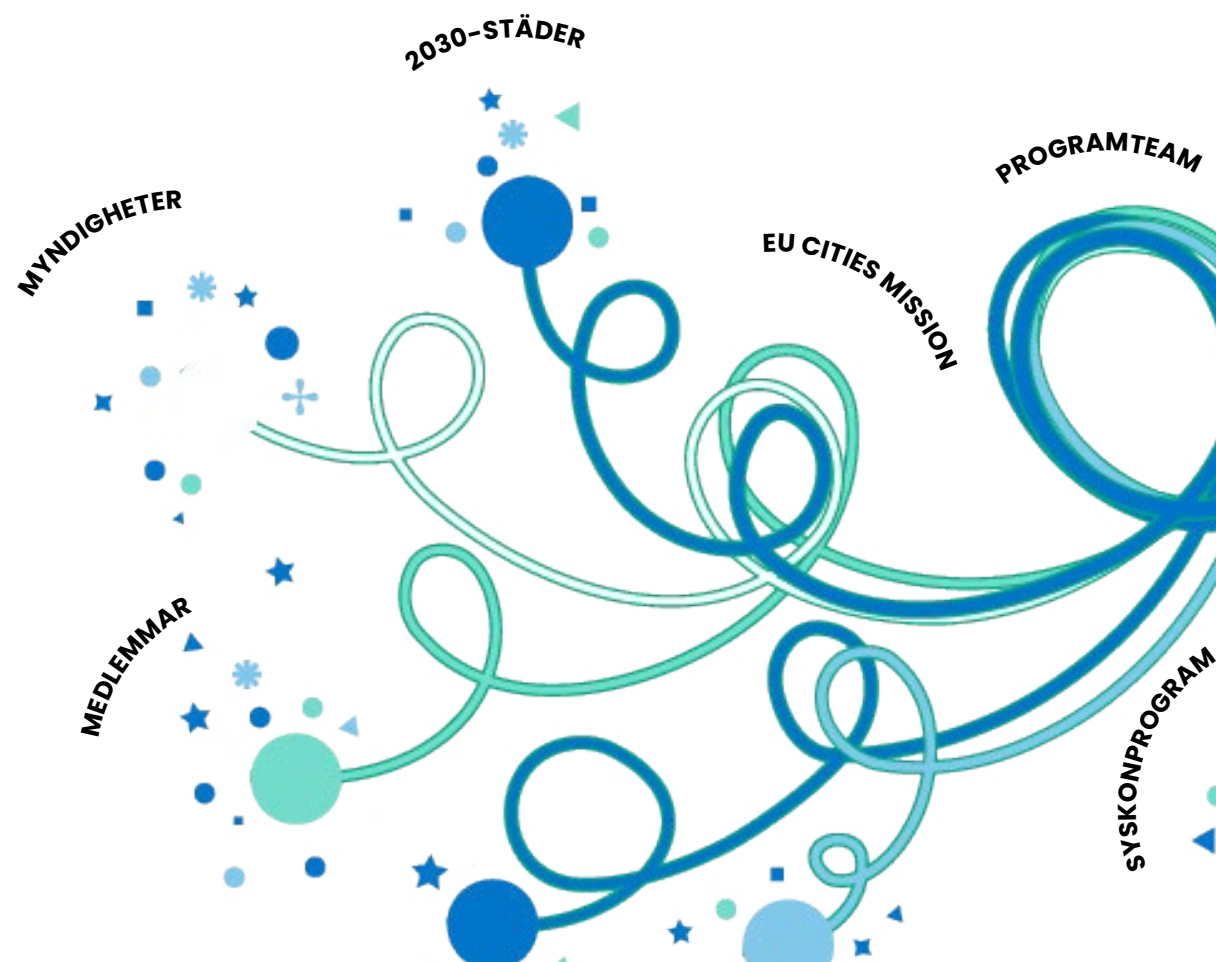 2030-STÄDER
PROGRAMTEAM
MYNDIGHETER
EU CITIES MISSION
MEDLEMMAR
SYSKONPROGRAM